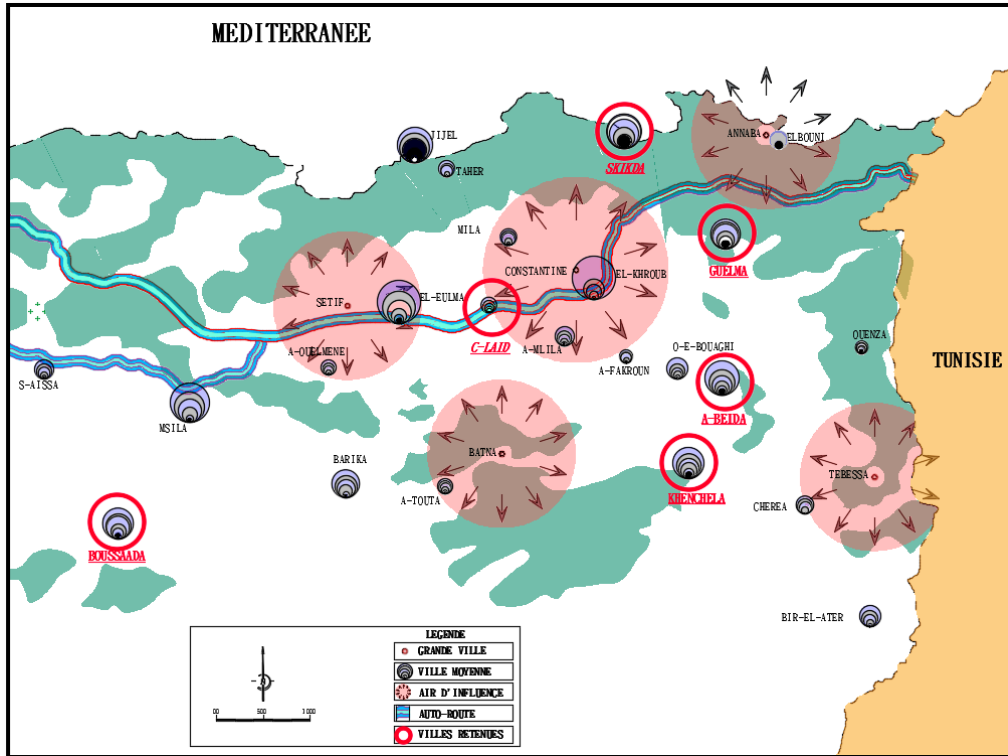 MEDITERRANEE
JIJEL
TAHER
SKIKDA
ANNABA
ELBOUNI
MILA
GUELMA
CONSTANTINE
EL-KHROUB
SETIF
EL-EULMA
C-LAID
A-OUELMENE
A-MLILA
A-FAKROUN
O-E-BOUAGHI
OUENZA
TUNISIE
S-AISSA
MSILA
A-BEIDA
BARIKA
BATNA
A-TOUTA
KHENCHELA
TEBESSA
CHEREA
BOUSSAADA
BIR-EL-ATER
LEGENDE
GRANDE VILLE
VILLE MOYENNE
AIR D'INFLUENCE
AUTO-ROUTE
VILLES RETENUES
N
00 500 1000